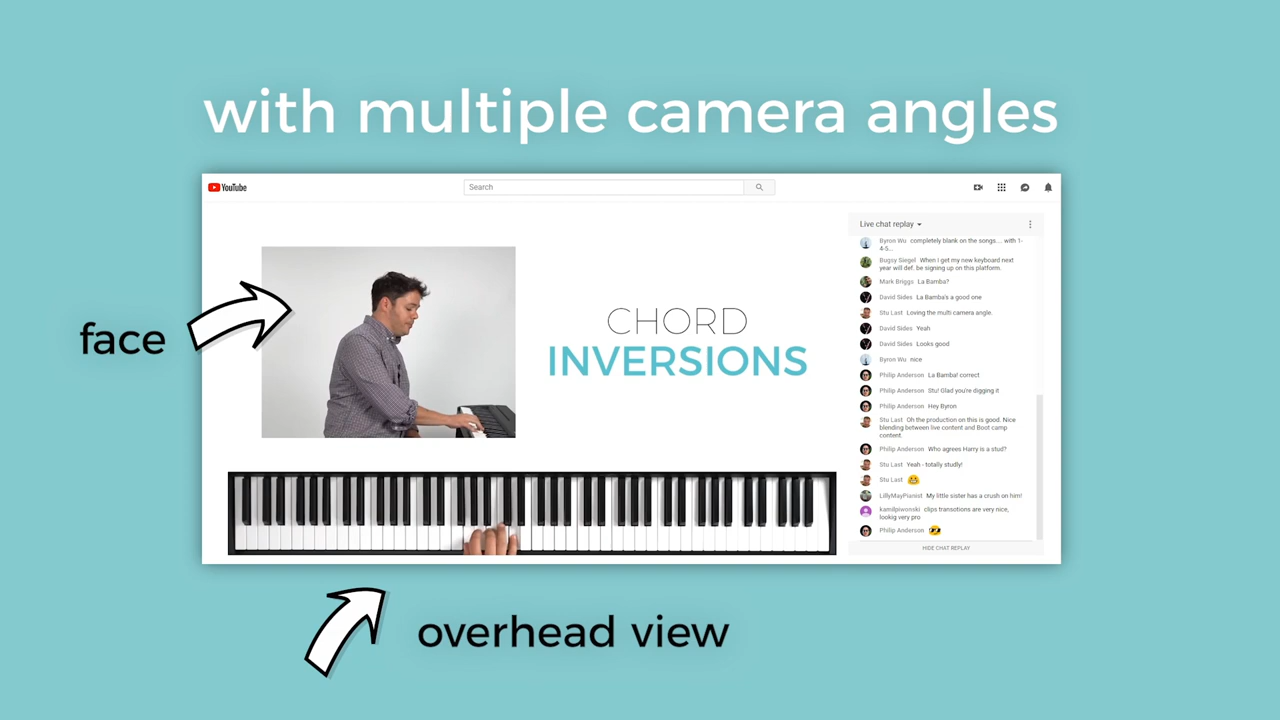 with multiple camera angles
YouTube
Search
Live chat replay
Byron Wu completely blank on the songs.... with 1-
4-5...
Bugsy Siegel When I get my new keyboard next
year will def. be signing up on this platform.
Mark Briggs La Bamba?
David Sides La Bamba's a good one
Stu Last Loving the multi camera angle.
David Sides Yeah
David Sides Looks good
Byron Wu nice
Philip Anderson La Bamba! correct
Philip Anderson Stu! Glad you're digging it
Philip Anderson Hey Byron
Stu Last Oh the production on this is good. Nice
blending between live content and Boot camp
content.
Philip Anderson Who agrees Harry is a stud?
Stu Last Yeah - totally studly!
Stu Last
LillyMayPianist My little sister has a crush on him!
kamilpiwonski clips transotions are very nice,
lookig very pro
Philip Anderson
HIDE CHAT REPLAY
CHORD
INVERSIONS
face
overhead view